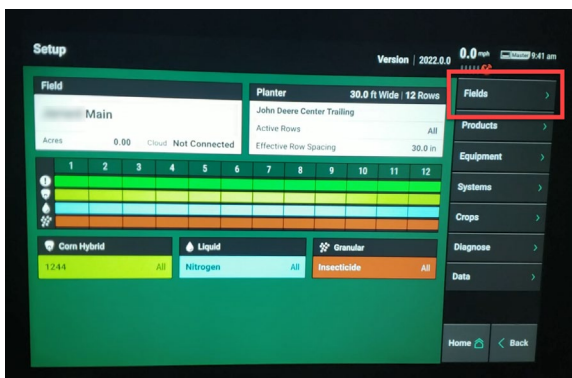 Setup
Version | 2022.0.0
0.0 mph
Master 9:41 am
Field
Main
Acres 0.00 Cloud Not Connected
Planter 30.0 ft Wide | 12 Rows
John Deere Center Trailing
Active Rows All
Effective Row Spacing 30.0 in
1 2 3 4 5 6 7 8 9 10 11 12
Corn Hybrid
1244 All
Liquid
Nitrogen All
Granular
Insecticide All
Fields
Products
Equipment
Systems
Crops
Diagnose
Data
Home
Back